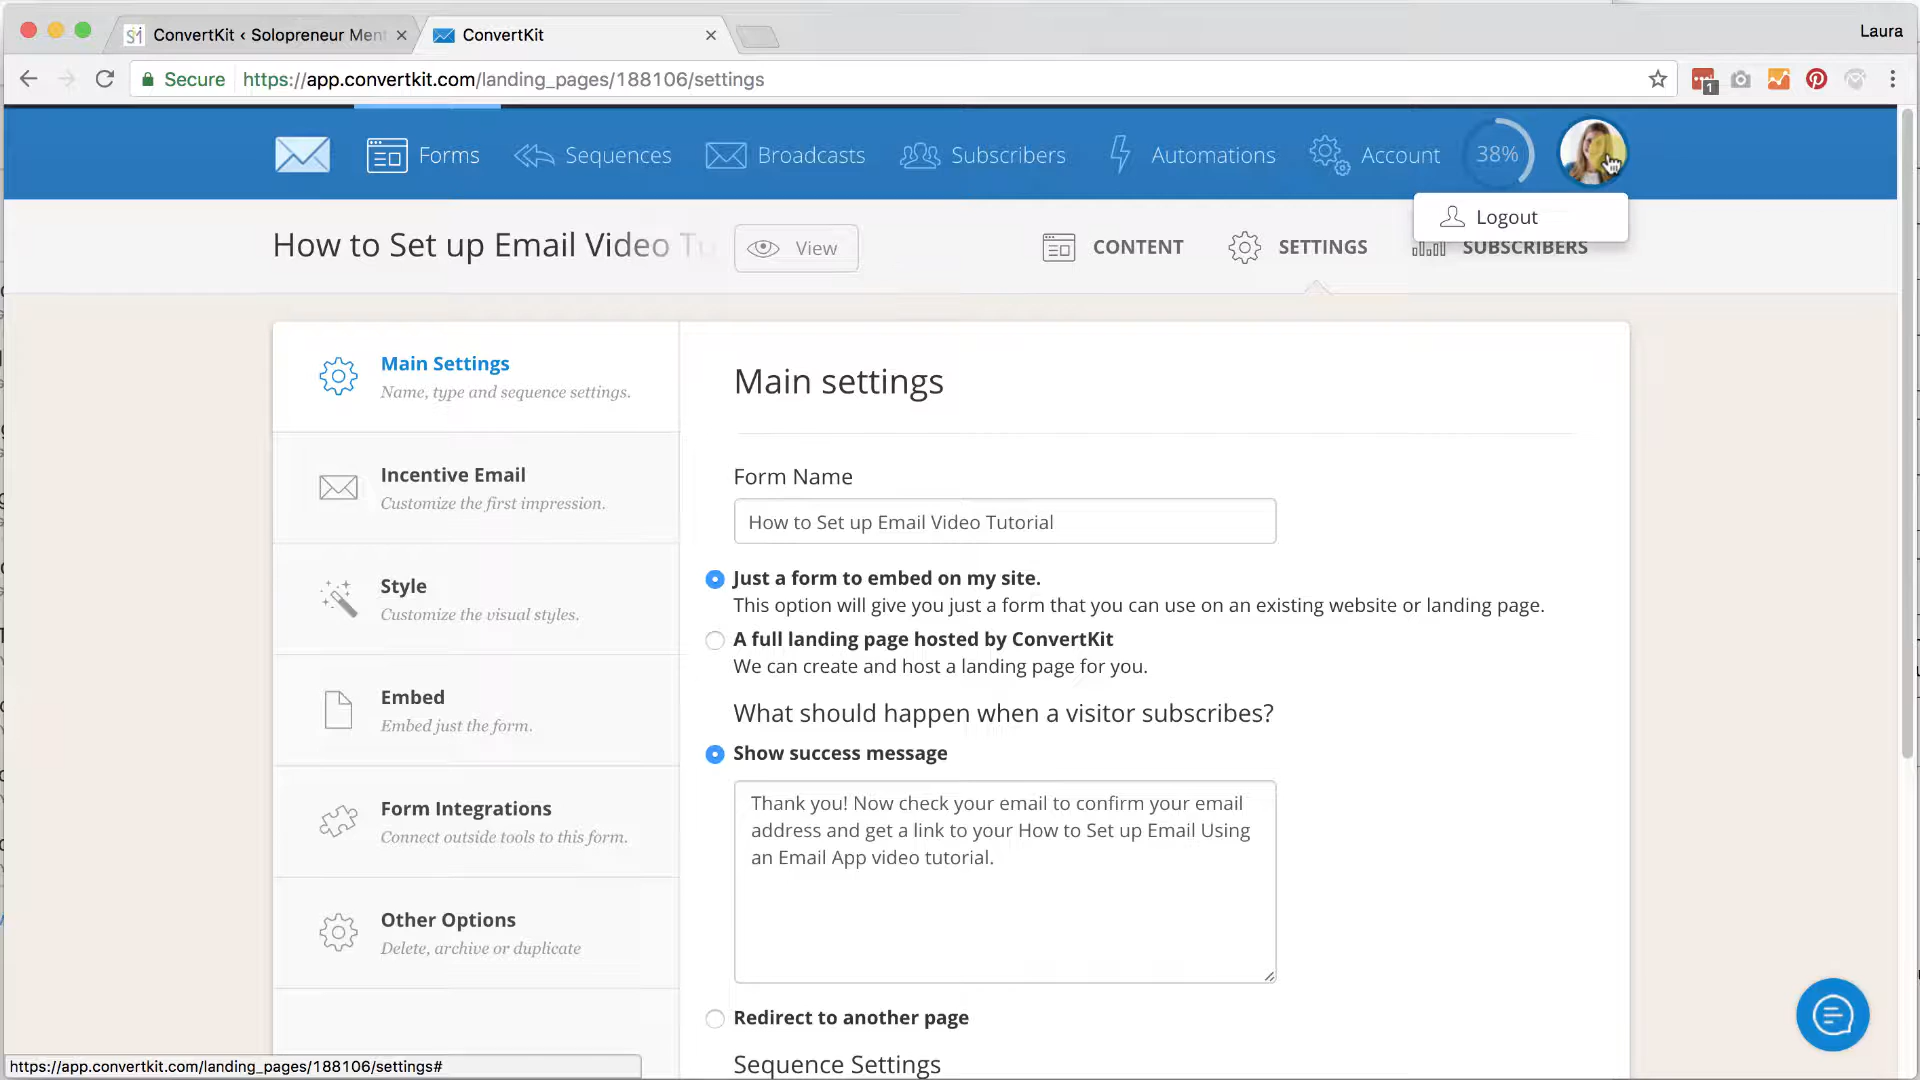 ConvertKit ‹ Solopreneur Ment
ConvertKit
Laura
Secure
https://app.convertkit.com/landing_pages/188106/settings
1
Forms
Sequences
Broadcasts
Subscribers
Automations
Account
38%
Logout
How to Set up Email Video Tu
View
CONTENT
SETTINGS
SUBSCRIBERS
Main Settings
Name, type and sequence settings.
Incentive Email
Customize the first impression.
Style
Customize the visual styles.
Embed
Embed just the form.
Form Integrations
Connect outside tools to this form.
Other Options
Delete, archive or duplicate
Main settings
Form Name
How to Set up Email Video Tutorial
Just a form to embed on my site.
This option will give you just a form that you can use on an existing website or landing page.
A full landing page hosted by ConvertKit
We can create and host a landing page for you.
What should happen when a visitor subscribes?
Show success message
Thank you! Now check your email to confirm your email
address and get a link to your How to Set up Email Using
an Email App video tutorial.
Redirect to another page
Sequence Settings
https://app.convertkit.com/landing_pages/188106/settings#